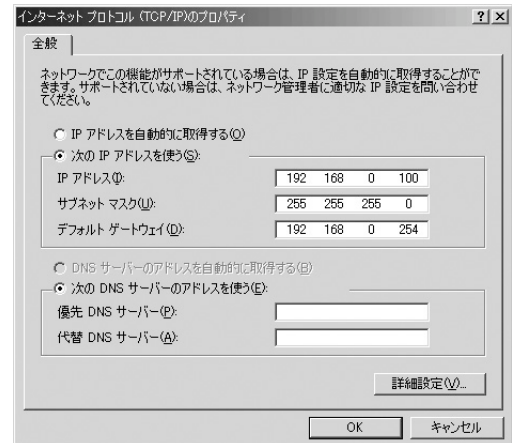 インターネット プロトコル (TCP/IP)のプロパティ
全般
ネットワークでこの機能がサポートされている場合は、IP 設定を自動的に取得することがで
きます。サポートされていない場合は、ネットワーク管理者に適切な IP 設定を問い合わせ
てください。
IP アドレスを自動的に取得する(O)
次の IP アドレスを使う(S):
IP アドレス(I): 192 168 0 100
サブネット マスク(U): 255 255 255 0
デフォルト ゲートウェイ(D): 192 168 0 254
DNS サーバーのアドレスを自動的に取得する(B)
次の DNS サーバーのアドレスを使う(E):
優先 DNS サーバー(P):
代替 DNS サーバー(A):
詳細設定(V)...
OK キャンセル